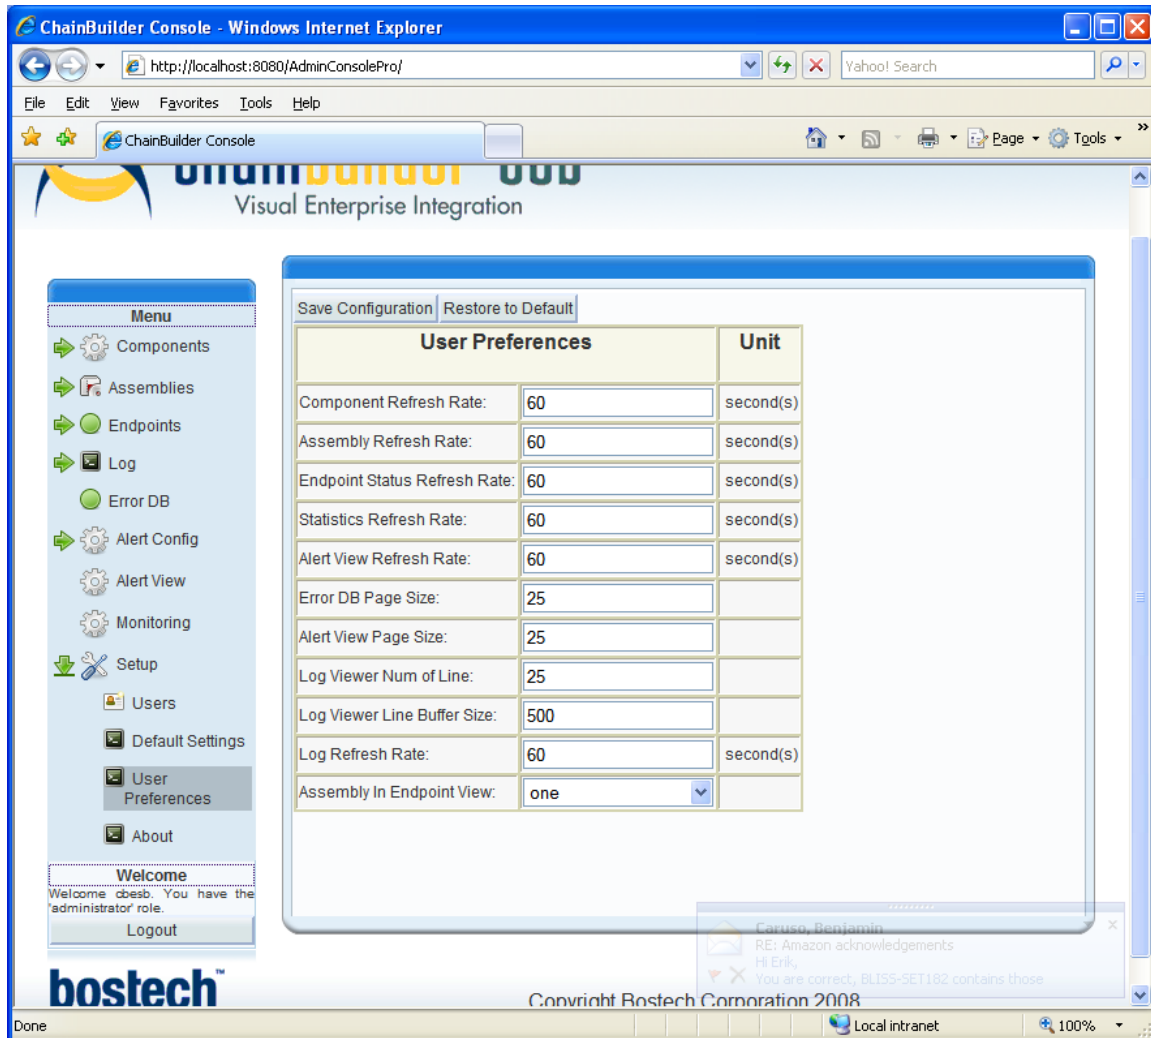 ChainBuilder Console - Windows Internet Explorer
http://localhost:8080/AdminConsolePro/
Yahoo! Search
File Edit View Favorites Tools Help
ChainBuilder Console
Page Tools »
Visual Enterprise Integration
Menu
Components
Assemblies
Endpoints
Log
Error DB
Alert Config
Alert View
Monitoring
Setup
Users
Default Settings
User
Preferences
About
Welcome
Welcome cbesb. You have the
'administrator' role.
Logout
Save Configuration Restore to Default
User Preferences Unit
Component Refresh Rate: 60 second(s)
Assembly Refresh Rate: 60 second(s)
Endpoint Status Refresh Rate: 60 second(s)
Statistics Refresh Rate: 60 second(s)
Alert View Refresh Rate: 60 second(s)
Error DB Page Size: 25
Alert View Page Size: 25
Log Viewer Num of Line: 25
Log Viewer Line Buffer Size: 500
Log Refresh Rate: 60 second(s)
Assembly In Endpoint View: one
Caruso, Benjamin
RE: Amazon acknowledgements
Hi Erik,
You are correct, BLISS-SET182 contains those
bostech™
Copyright Bostech Corporation 2008
Done
Local intranet
100%